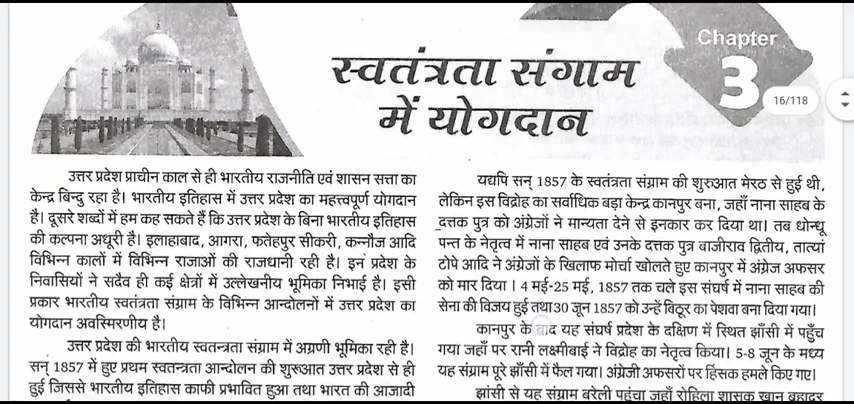 Chapter
3
स्वतंत्रता संगाम
में योगदान
16/118
उत्तर प्रदेश प्राचीन काल से ही भारतीय राजनीति एवं शासन सत्ता का
केन्द्र बिन्दु रहा है। भारतीय इतिहास में उत्तर प्रदेश का महत्त्वपूर्ण योगदान
है। दूसरे शब्दों में हम कह सकते हैं कि उत्तर प्रदेश के बिना भारतीय इतिहास
की कल्पना अधूरी है। इलाहाबाद, आगरा, फतेहपुर सीकरी, कन्नौज आदि
विभिन्न कालों में विभिन्न राजाओं की राजधानी रही है। इन प्रदेश के
निवासियों ने सदैव ही कई क्षेत्रों में उल्लेखनीय भूमिका निभाई है। इसी
प्रकार भारतीय स्वतंत्रता संग्राम के विभिन्न आन्दोलनों में उत्तर प्रदेश का
योगदान अवस्मिरणीय है।
उत्तर प्रदेश की भारतीय स्वतन्त्रता संग्राम में अग्रणी भूमिका रही है।
सन् 1857 में हुए प्रथम स्वतन्त्रता आन्दोलन की शुरुआत उत्तर प्रदेश से ही
हुई जिससे भारतीय इतिहास काफी प्रभावित हुआ तथा भारत की आजादी
यद्यपि सन् 1857 के स्वतंत्रता संग्राम की शुरुआत मेरठ से हुई थी,
लेकिन इस विद्रोह का सर्वाधिक बड़ा केन्द्र कानपुर बना, जहाँ नाना साहब के
दत्तक पुत्र को अंग्रेजों ने मान्यता देने से इनकार कर दिया था। तब धोन्धू
पन्त के नेतृत्व में नाना साहब एवं उनके दत्तक पुत्र बाजीराव द्वितीय, तात्यां
टोपे आदि ने अंग्रेजों के खिलाफ मोर्चा खोलते हुए कानपुर में अंग्रेज अफसर
को मार दिया । 4 मई-25 मई, 1857 तक चले इस संघर्ष में नाना साहब की
सेना की विजय हुई तथा 30 जून 1857 को उन्हें बिठूर का पेशवा बना दिया गया।
कानपुर के बाद यह संघर्ष प्रदेश के दक्षिण में स्थित झाँसी में पहुँच
गया जहाँ पर रानी लक्ष्मीबाई ने विद्रोह का नेतृत्व किया। 5-8 जून के मध्य
यह संग्राम पूरे झाँसी में फैल गया। अंग्रेजी अफसरों पर हिंसक हमले किए गए।
झांसी से यह संग्राम बरेली पहुंचा जहाँ रोहिला शासक खान बहादुर